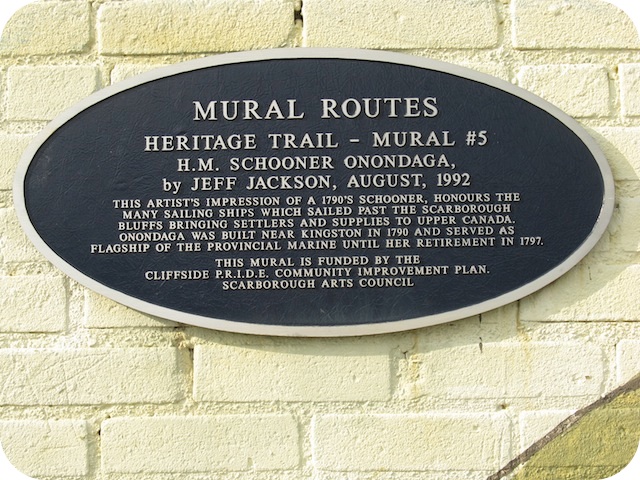 MURAL ROUTES
HERITAGE TRAIL - MURAL #5
H.M. SCHOONER ONONDAGA,
by JEFF JACKSON, AUGUST, 1992
THIS ARTIST'S IMPRESSION OF A 1790'S SCHOONER, HONOURS THE
MANY SAILING SHIPS WHICH SAILED PAST THE SCARBOROUGH
BLUFFS BRINGING SETTLERS AND SUPPLIES TO UPPER CANADA.
ONONDAGA WAS BUILT NEAR KINGSTON IN 1790 AND SERVED AS
FLAGSHIP OF THE PROVINCIAL MARINE UNTIL HER RETIREMENT IN 1797.
THIS MURAL IS FUNDED BY THE
CLIFFSIDE P.R.I.D.E. COMMUNITY IMPROVEMENT PLAN.
SCARBOROUGH ARTS COUNCIL